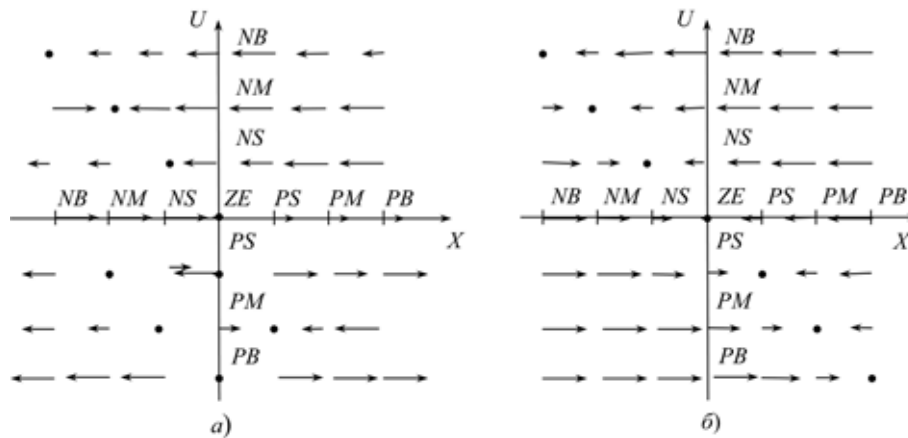 U
NB
NM
NS
NB NM NS ZE PS PM PB
X
PS
PM
PB
а)
U
NB
NM
NS
NB NM NS ZE PS PM PB
X
PS
PM
PB
б)